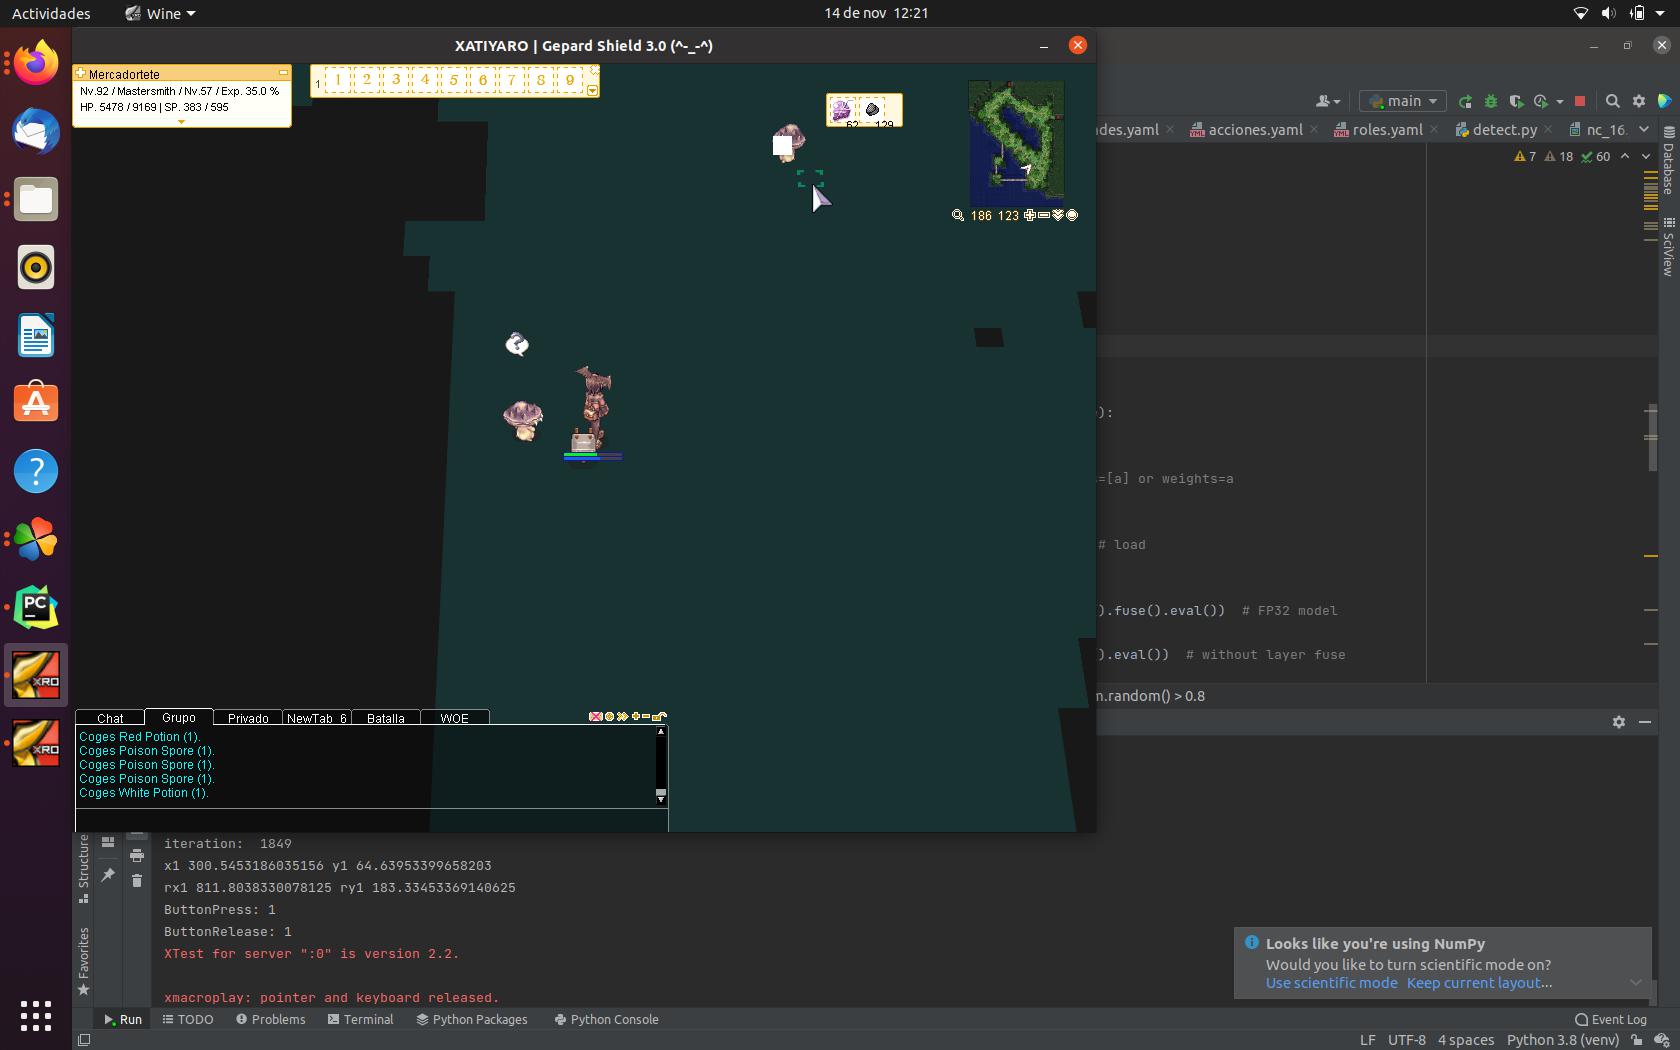 Actividades
Wine
14 de nov 12:21
XATIYARO | Gepard Shield 3.0 (^-_-^)
Mercadortete
Nv.92 / Mastersmith / Nv.57 / Exp. 35.0 %
HP. 5478 / 9169 | SP. 383 / 595
1 1 2 3 4 5 6 7 8 9
62 129
186 123
main
ades.yaml acciones.yaml roles.yaml detect.py nc_16.
7 18 60
Database
SciView
):
=[a] or weights=a
# load
).fuse().eval()) # FP32 model
).eval()) # without layer fuse
m.random() > 0.8
PC
XRO
XRO
Chat Grupo Privado NewTab_6 Batalla WOE
Coges Red Potion (1).
Coges Poison Spore (1).
Coges Poison Spore (1).
Coges Poison Spore (1).
Coges White Potion (1).
Structure
Favorites
iteration: 1849
x1 300.5453186035156 y1 64.63953399658203
rx1 811.8038330078125 ry1 183.33453369140625
ButtonPress: 1
ButtonRelease: 1
XTest for server ":0" is version 2.2.
xmacroplay: pointer and keyboard released.
Looks like you're using NumPy
Would you like to turn scientific mode on?
Use scientific mode Keep current layout...
Run TODO Problems Terminal Python Packages Python Console
Event Log
LF UTF-8 4 spaces Python 3.8 (venv)